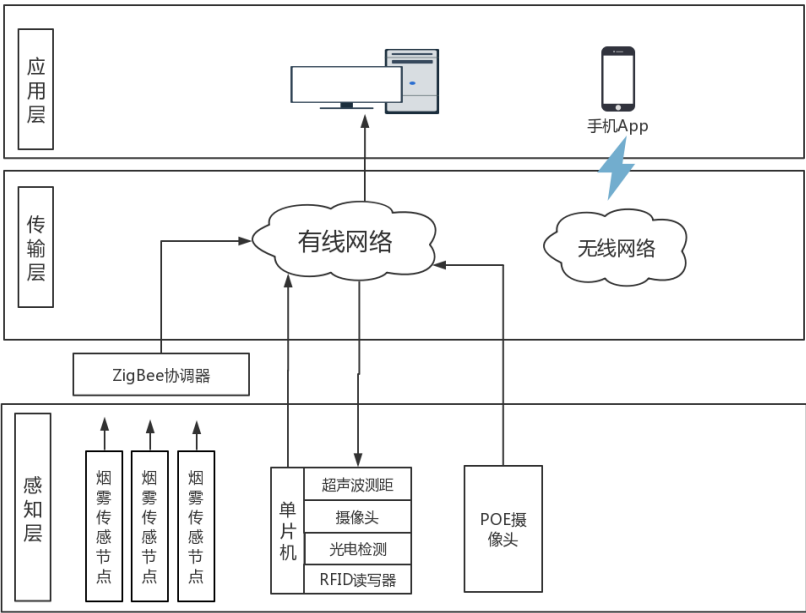 应用层
手机App
传输层
有线网络
无线网络
ZigBee协调器
感知层
烟雾传感节点
烟雾传感节点
烟雾传感节点
单片机
超声波测距
摄像头
光电检测
RFID读写器
POE摄
像头